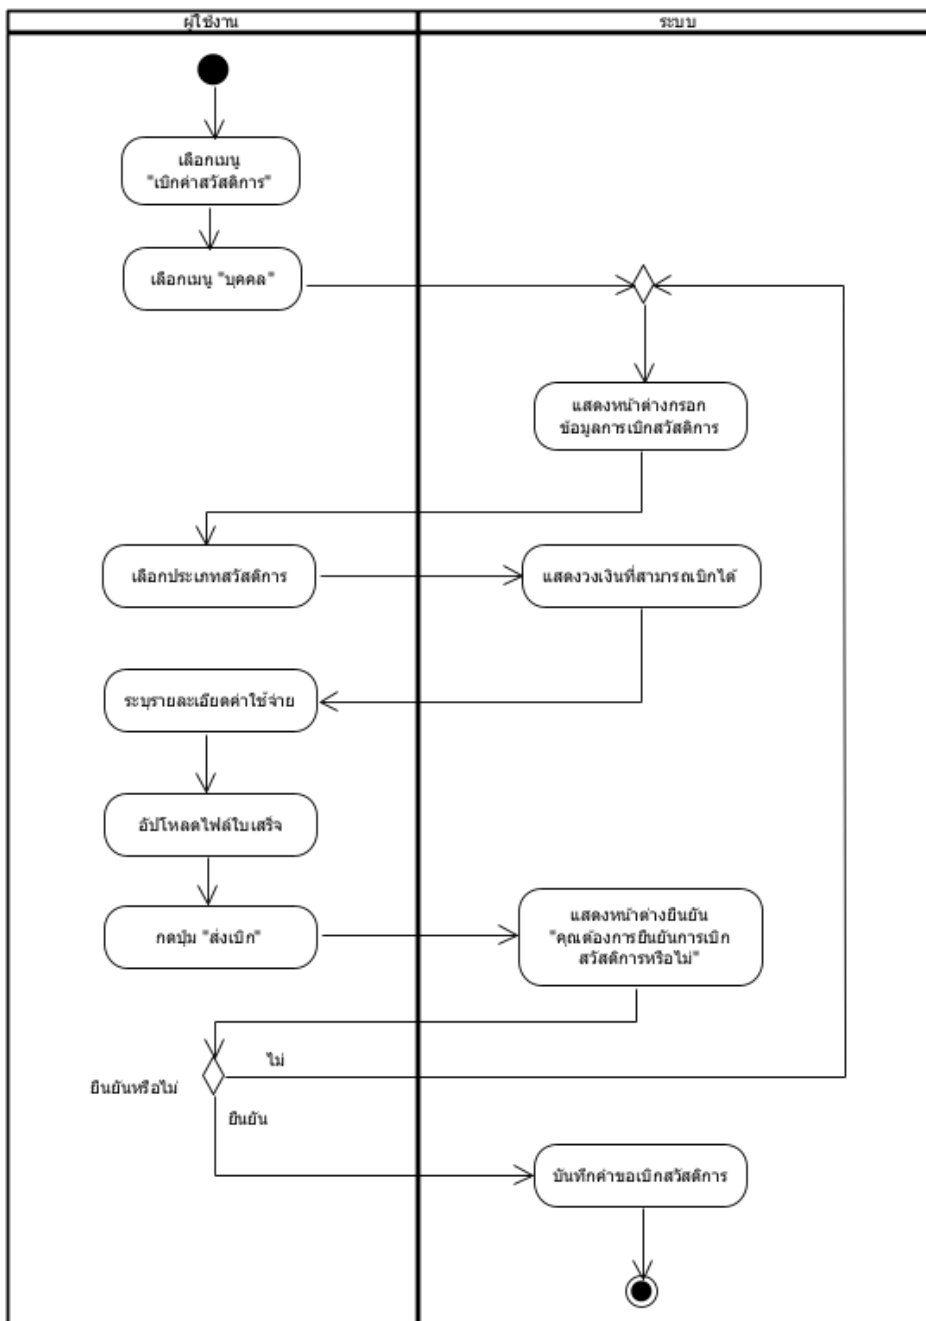 ผู้ใช้งาน
ระบบ
เลือกเมนู
"เบิกค่าสวัสดิการ"
เลือกเมนู "บุคคล"
แสดงหน้าต่างกรอก
ข้อมูลการเบิกสวัสดิการ
เลือกประเภทสวัสดิการ
แสดงวงเงินที่สามารถเบิกได้
ระบุรายละเอียดค่าใช้จ่าย
อัปโหลดไฟล์ใบเสร็จ
กดปุ่ม "ส่งเบิก"
แสดงหน้าต่างยืนยัน
"คุณต้องการยืนยันการเบิก
สวัสดิการหรือไม่"
ไม่
ยืนยันหรือไม่
ยืนยัน
บันทึกคำขอเบิกสวัสดิการ